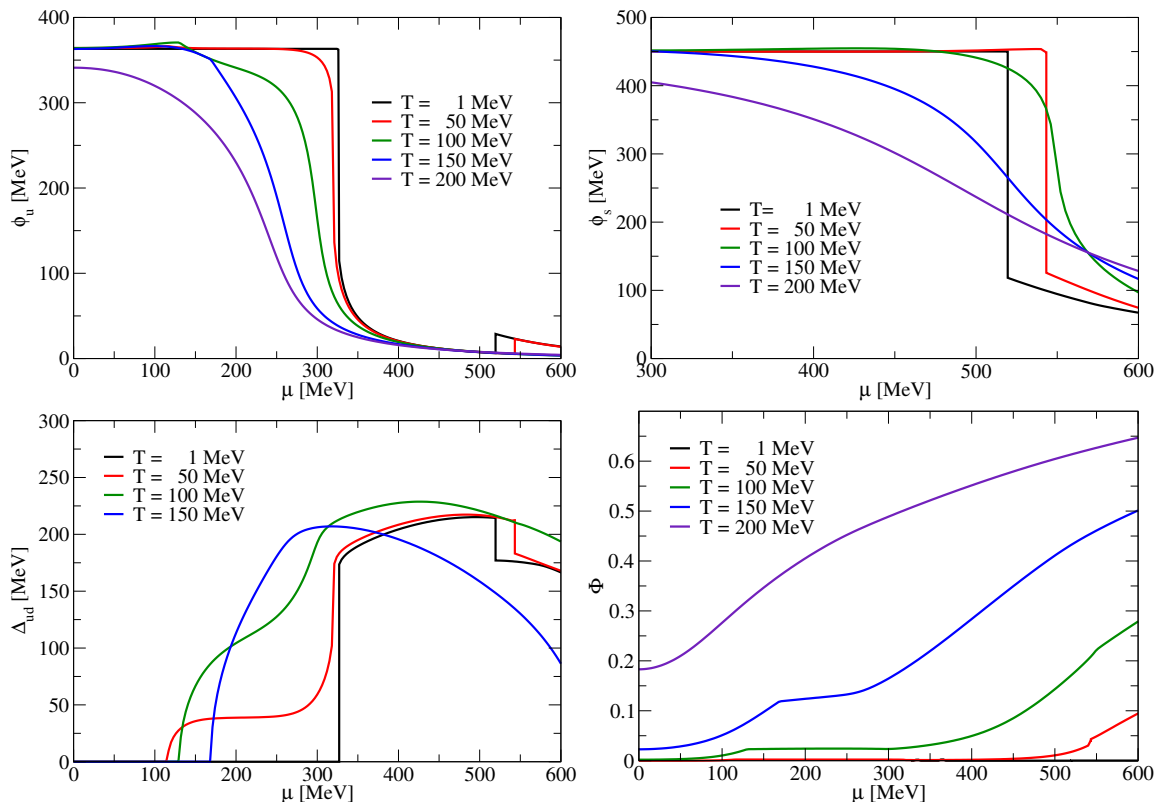 400
300
200
100
0
ϕu [MeV]
T = 1 MeV
T = 50 MeV
T = 100 MeV
T = 150 MeV
T = 200 MeV
0 100 200 300 400 500 600
μ [MeV]
500
400
300
200
100
0
ϕs [MeV]
T= 1 MeV
T = 50 MeV
T = 100 MeV
T = 150 MeV
T = 200 MeV
300 400 500 600
μ [MeV]
300
250
200
150
100
50
0
Δud [MeV]
T = 1 MeV
T = 50 MeV
T = 100 MeV
T = 150 MeV
0 100 200 300 400 500 600
μ [MeV]
0.6
0.5
0.4
0.3
0.2
0.1
0
Φ
T = 1 MeV
T = 50 MeV
T = 100 MeV
T = 150 MeV
T = 200 MeV
0 100 200 300 400 500 600
μ [MeV]